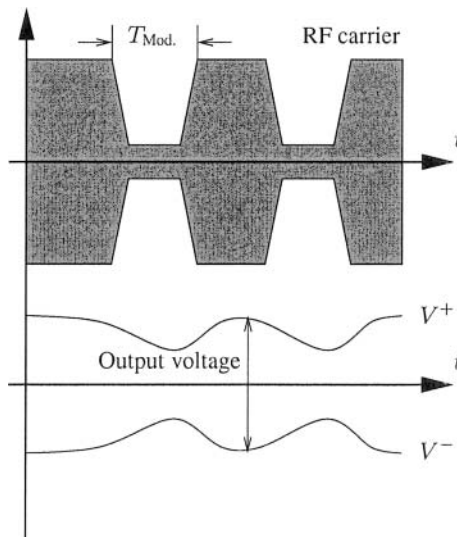 T_Mod.
RF carrier
t
V⁺
Output voltage
t
V⁻